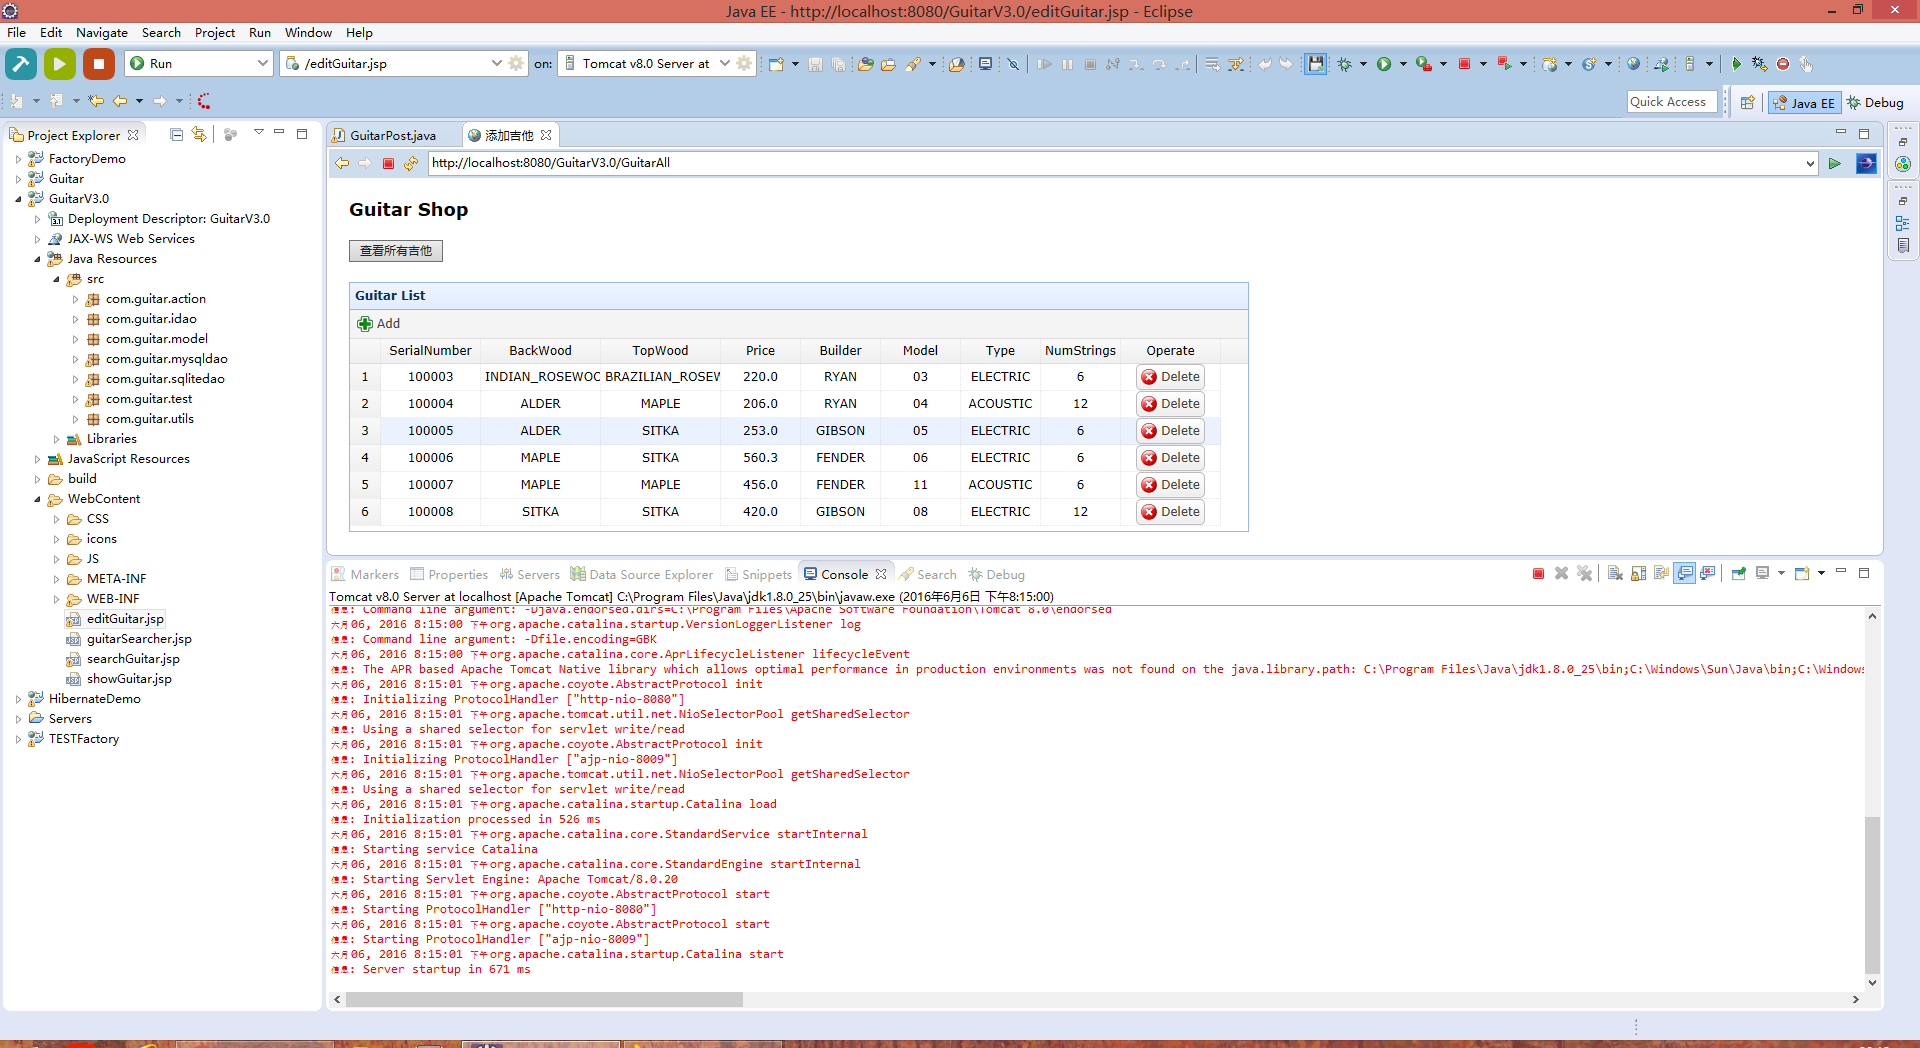 Java EE - http://localhost:8080/GuitarV3.0/editGuitar.jsp - Eclipse
File Edit Navigate Search Project Run Window Help
Run /editGuitar.jsp on: Tomcat v8.0 Server at
Quick Access Java EE Debug
Project Explorer
FactoryDemo
Guitar
GuitarV3.0
Deployment Descriptor: GuitarV3.0
JAX-WS Web Services
Java Resources
src
com.guitar.action
com.guitar.idao
com.guitar.model
com.guitar.mysqldao
com.guitar.sqlitedao
com.guitar.test
com.guitar.utils
Libraries
JavaScript Resources
build
WebContent
CSS
icons
JS
META-INF
WEB-INF
editGuitar.jsp
guitarSearcher.jsp
searchGuitar.jsp
showGuitar.jsp
HibernateDemo
Servers
TESTFactory
GuitarPost.java 添加吉他
http://localhost:8080/GuitarV3.0/GuitarAll
Guitar Shop
查看所有吉他
Guitar List
Add
SerialNumber BackWood TopWood Price Builder Model Type NumStrings Operate
1 100003 INDIAN_ROSEWOO BRAZILIAN_ROSEW 220.0 RYAN 03 ELECTRIC 6 Delete
2 100004 ALDER MAPLE 206.0 RYAN 04 ACOUSTIC 12 Delete
3 100005 ALDER SITKA 253.0 GIBSON 05 ELECTRIC 6 Delete
4 100006 MAPLE SITKA 560.3 FENDER 06 ELECTRIC 6 Delete
5 100007 MAPLE MAPLE 456.0 FENDER 11 ACOUSTIC 6 Delete
6 100008 SITKA SITKA 420.0 GIBSON 08 ELECTRIC 12 Delete
Markers Properties Servers Data Source Explorer Snippets Console Search Debug
Tomcat v8.0 Server at localhost [Apache Tomcat] C:\Program Files\Java\jdk1.8.0_25\bin\javaw.exe (2016年6月6日 下午8:15:00)
信息: Command line argument: -Djava.endorsed.dirs=C:\Program Files\Apache Software Foundation\Tomcat 8.0\endorsed
六月 06, 2016 8:15:00 下午 org.apache.catalina.startup.VersionLoggerListener log
信息: Command line argument: -Dfile.encoding=GBK
六月 06, 2016 8:15:00 下午 org.apache.catalina.core.AprLifecycleListener lifecycleEvent
信息: The APR based Apache Tomcat Native library which allows optimal performance in production environments was not found on the java.library.path: C:\Program Files\Java\jdk1.8.0_25\bin;C:\Windows\Sun\Java\bin;C:\Windows
六月 06, 2016 8:15:01 下午 org.apache.coyote.AbstractProtocol init
信息: Initializing ProtocolHandler ["http-nio-8080"]
六月 06, 2016 8:15:01 下午 org.apache.tomcat.util.net.NioSelectorPool getSharedSelector
信息: Using a shared selector for servlet write/read
六月 06, 2016 8:15:01 下午 org.apache.coyote.AbstractProtocol init
信息: Initializing ProtocolHandler ["ajp-nio-8009"]
六月 06, 2016 8:15:01 下午 org.apache.tomcat.util.net.NioSelectorPool getSharedSelector
信息: Using a shared selector for servlet write/read
六月 06, 2016 8:15:01 下午 org.apache.catalina.startup.Catalina load
信息: Initialization processed in 526 ms
六月 06, 2016 8:15:01 下午 org.apache.catalina.core.StandardService startInternal
信息: Starting service Catalina
六月 06, 2016 8:15:01 下午 org.apache.catalina.core.StandardEngine startInternal
信息: Starting Servlet Engine: Apache Tomcat/8.0.20
六月 06, 2016 8:15:01 下午 org.apache.coyote.AbstractProtocol start
信息: Starting ProtocolHandler ["http-nio-8080"]
六月 06, 2016 8:15:01 下午 org.apache.coyote.AbstractProtocol start
信息: Starting ProtocolHandler ["ajp-nio-8009"]
六月 06, 2016 8:15:01 下午 org.apache.catalina.startup.Catalina start
信息: Server startup in 671 ms